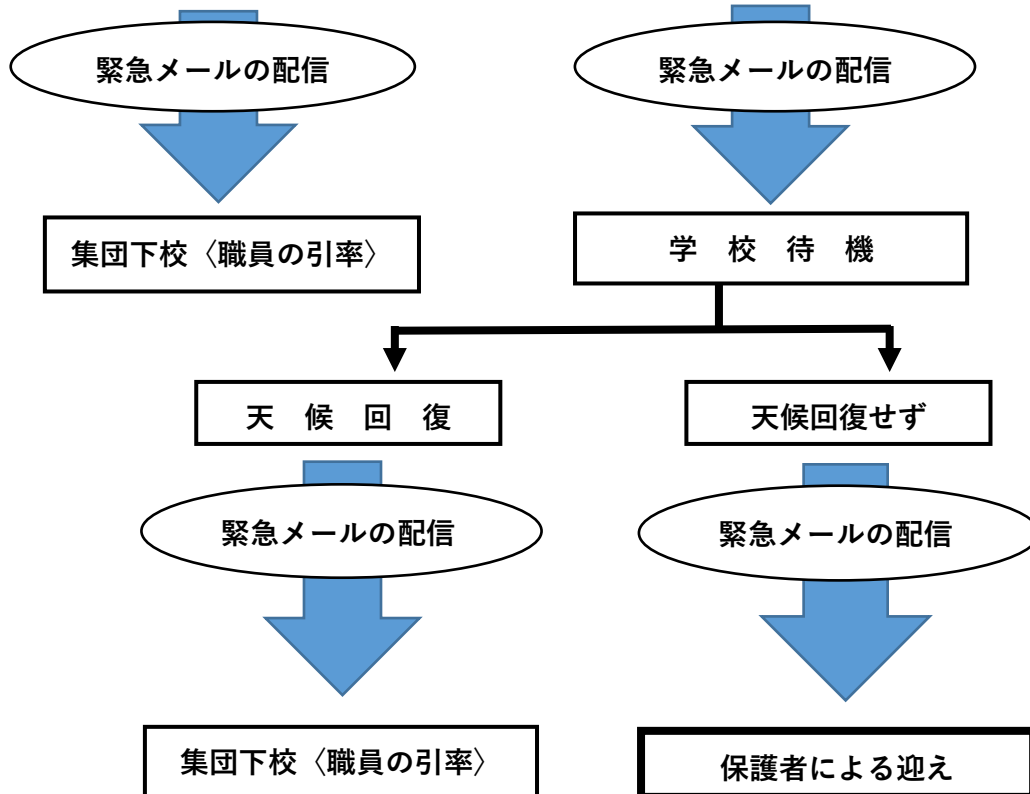 緊急メールの配信
緊急メールの配信
集団下校〈職員の引率〉
学 校 待 機
天 候 回 復
天候回復せず
緊急メールの配信
緊急メールの配信
集団下校〈職員の引率〉
保護者による迎え